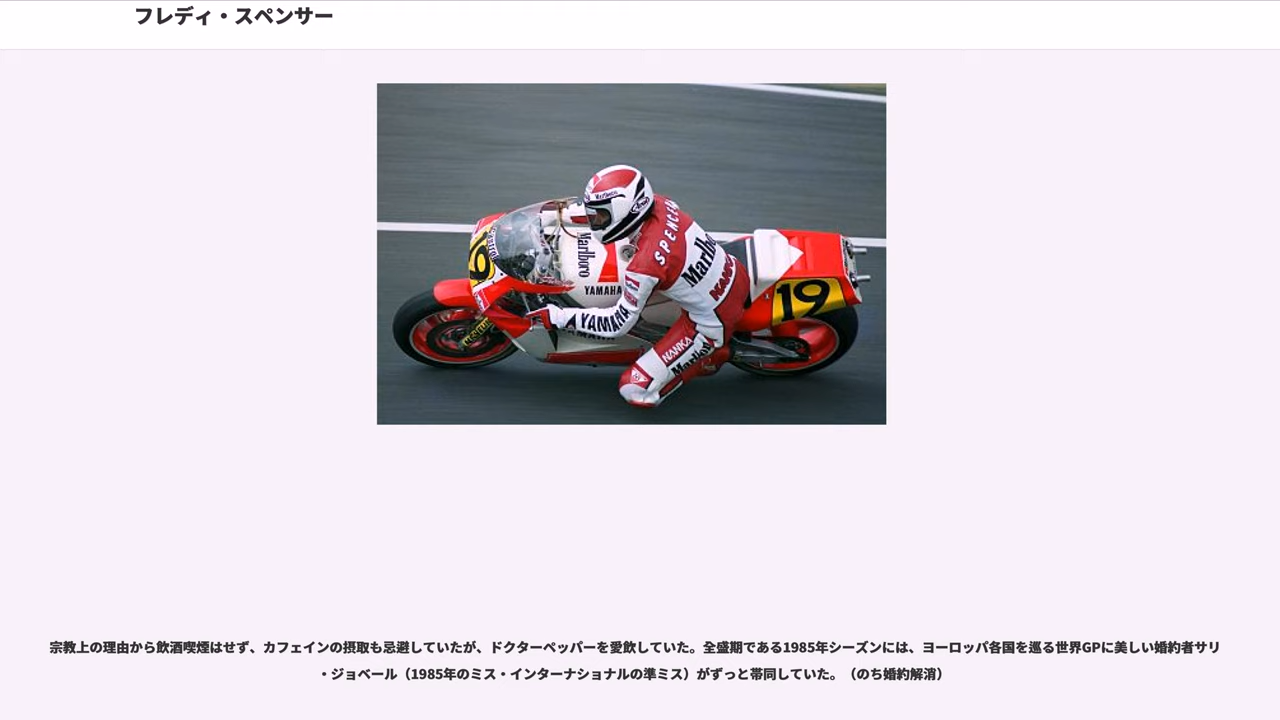 フレディ・スペンサー
Marlboro
SPENCER
Marlboro
19
Marlboro
YAMAHA
NANKAI
19
YAMAHA
YAMAHA
NANKAI
Marlboro
宗教上の理由から飲酒喫煙はせず、カフェインの摂取も忌避していたが、ドクターペッパーを愛飲していた。全盛期である1985年シーズンには、ヨーロッパ各国を巡る世界GPに美しい婚約者サリ
・ジョベール（1985年のミス・インターナショナルの準ミス）がずっと帯同していた。（のち婚約解消）